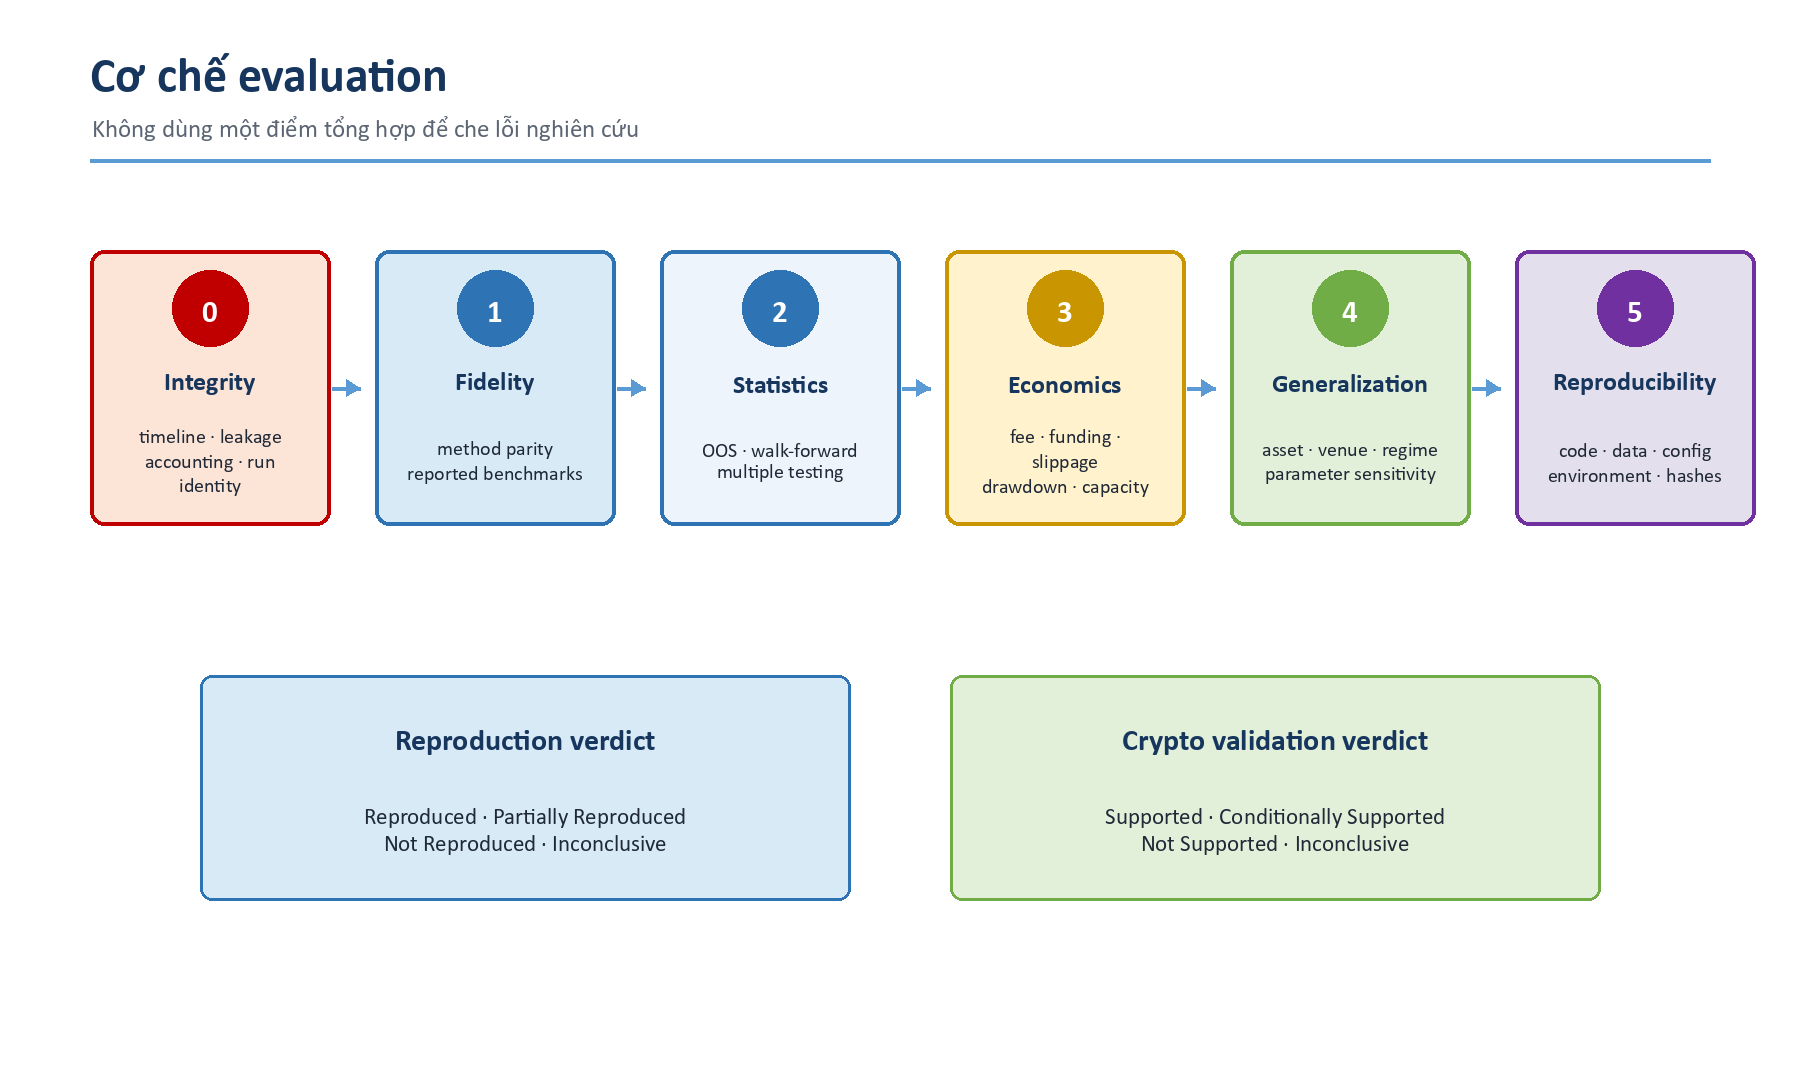 Cơ chế evaluation
Không dùng một điểm tổng hợp để che lỗi nghiên cứu
0
Integrity
timeline · leakage
accounting · run
identity
1
Fidelity
method parity
reported benchmarks
2
Statistics
OOS · walk-forward
multiple testing
3
Economics
fee · funding ·
slippage
drawdown · capacity
4
Generalization
asset · venue · regime
parameter sensitivity
5
Reproducibility
code · data · config
environment · hashes
Reproduction verdict
Reproduced · Partially Reproduced
Not Reproduced · Inconclusive
Crypto validation verdict
Supported · Conditionally Supported
Not Supported · Inconclusive